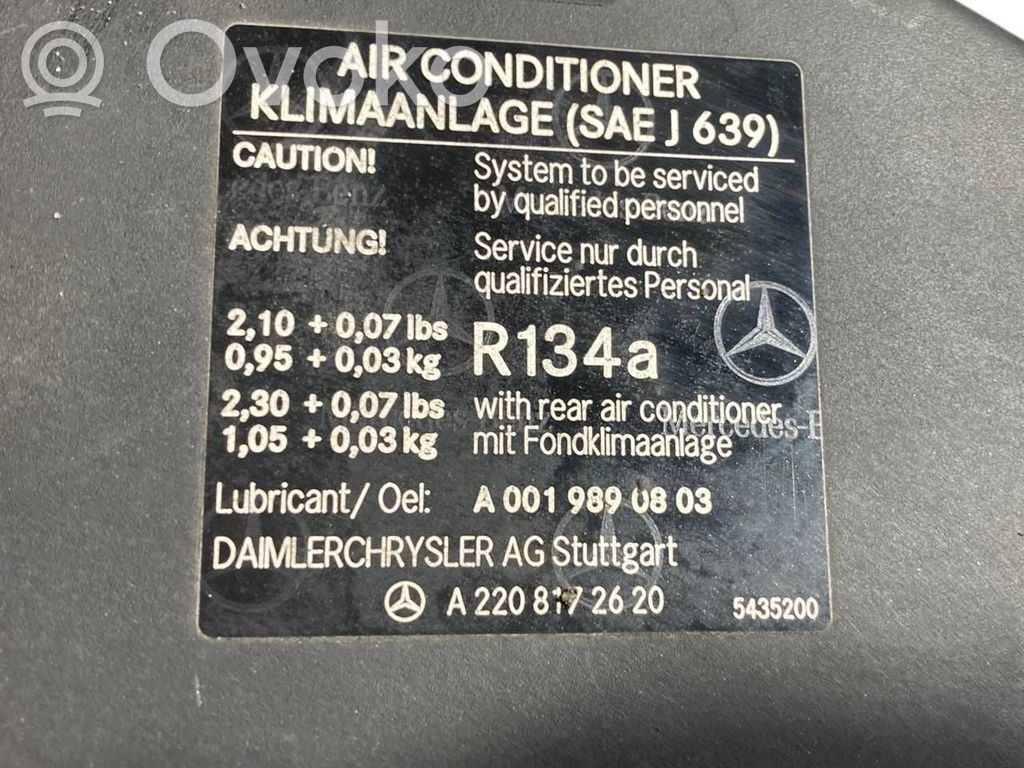 Ovoko
AIR CONDITIONER
KLIMAANLAGE (SAE J 639)
CAUTION! System to be serviced
by qualified personnel
ACHTUNG! Service nur durch
qualifiziertes Personal
2,10 + 0,07 lbs R134a
0,95 + 0,03 kg
2,30 + 0,07 lbs with rear air conditioner
1,05 + 0,03 kg mit Fondklimaanlage
Mercedes-B
Lubricant/ Oel: A 001 989 08 03
DAIMLERCHRYSLER AG Stuttgart
A 220 817 26 20 5435200